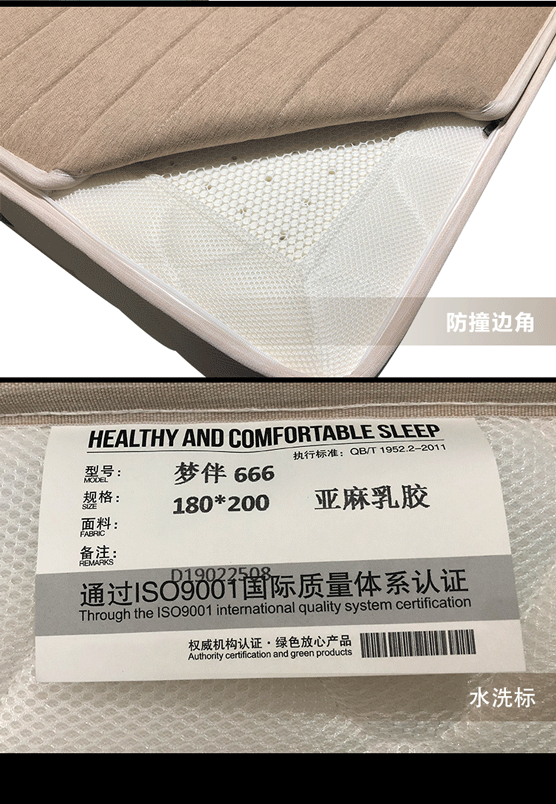 防撞边角
HEALTHY AND COMFORTABLE SLEEP
执行标准：QB/T 1952.2-2011
型号：
MODEL
梦伴 666
规格：
SIZE
180*200
亚麻乳胶
面料：
FABRIC
备注：
REMARKS
D19022508
通过ISO9001国际质量体系认证
Through the ISO9001 international quality system certification
权威机构认证·绿色放心产品
Authority certification and green products
水洗标